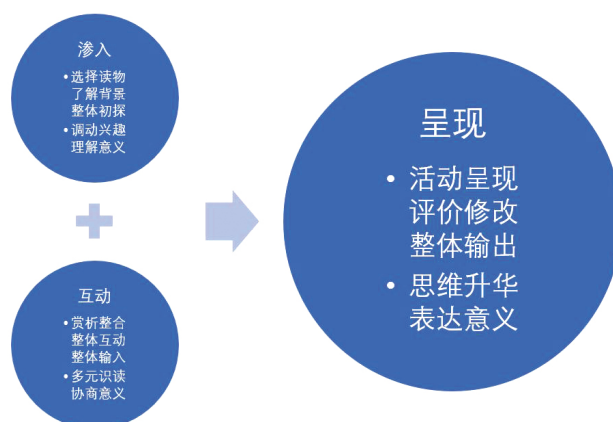 渗入
•选择读物
了解背景
整体初探
•调动兴趣
理解意义
互动
•赏析整合
整体互动
整体输入
•多元识读
协商意义
呈现
• 活动呈现
评价修改
整体输出
• 思维升华
表达意义